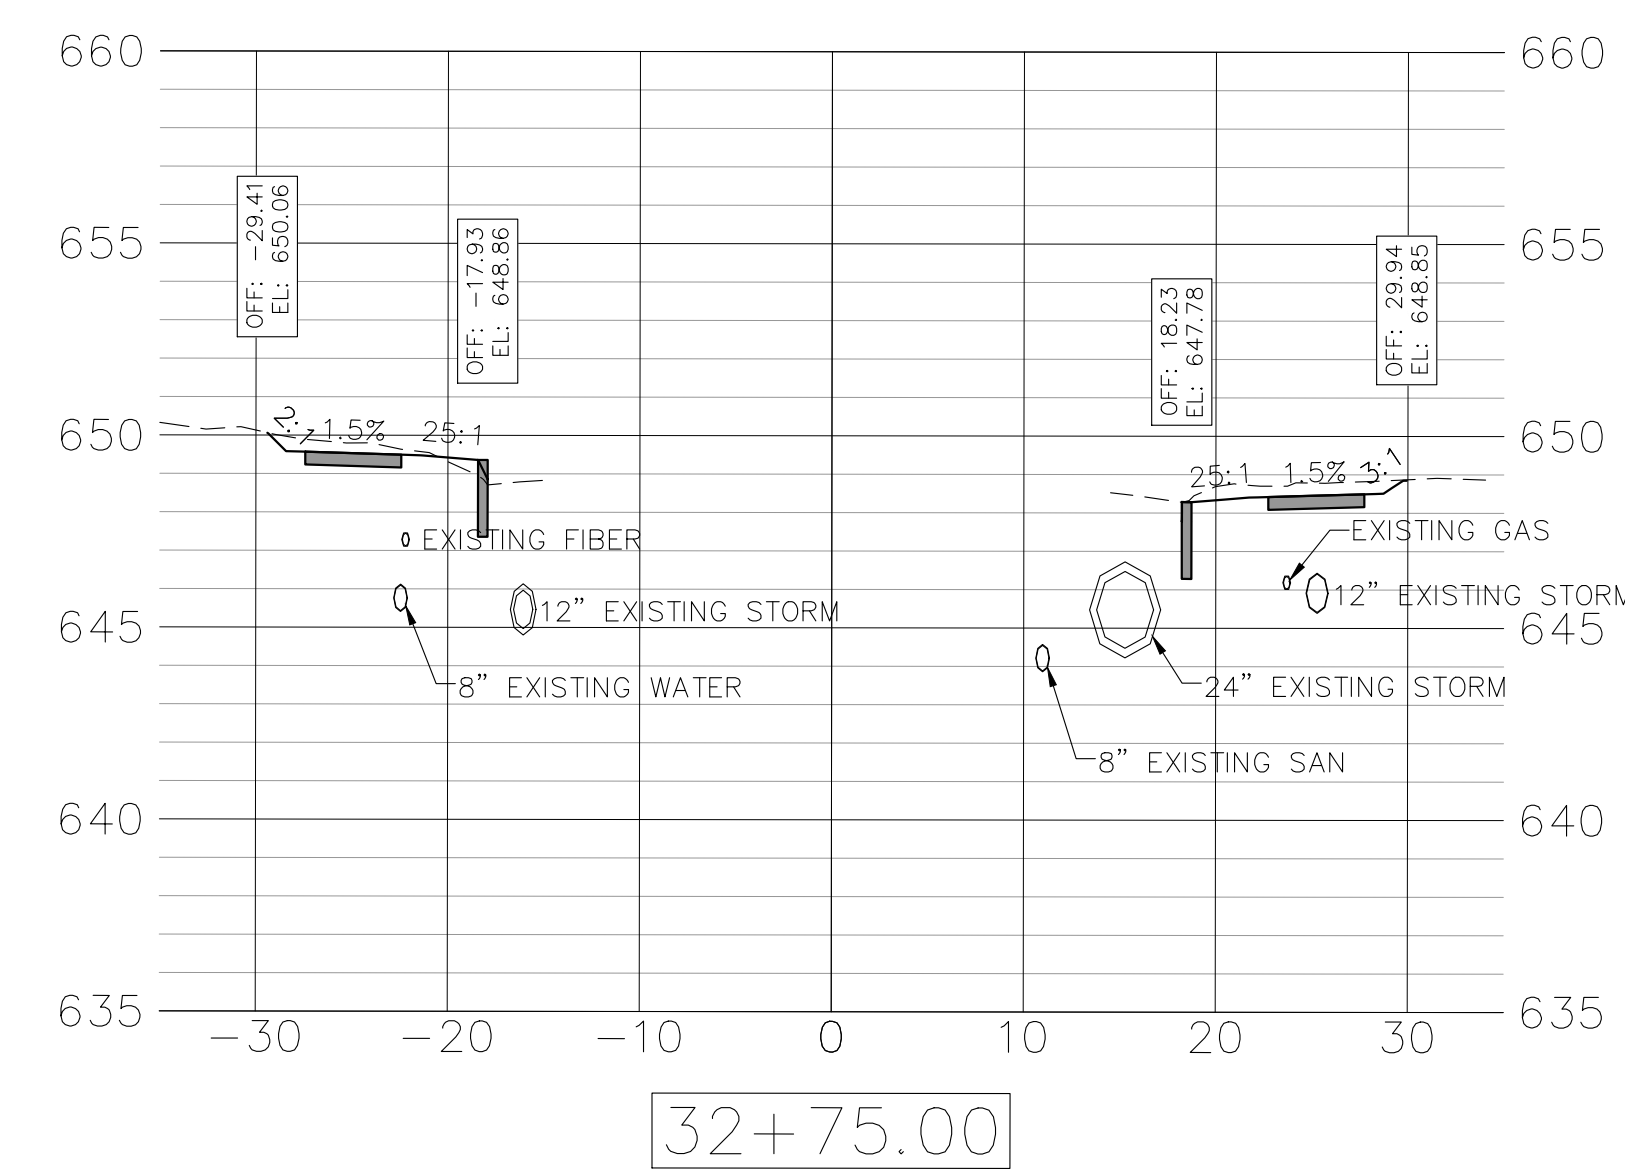 660
660
OFF: -29.41
EL: 650.06
OFF: -17.93
EL: 648.86
OFF: 18.23
EL: 647.78
OFF: 29.94
EL: 648.85
655
655
650
650
2:1
1.5%
25:1
25:1
1.5%
3:1
EXISTING FIBER
EXISTING GAS
12” EXISTING STORM
12” EXISTING STORM
645
645
8” EXISTING WATER
24” EXISTING STORM
8” EXISTING SAN
640
640
635
635
-30
-20
-10
0
10
20
30
32+75.00